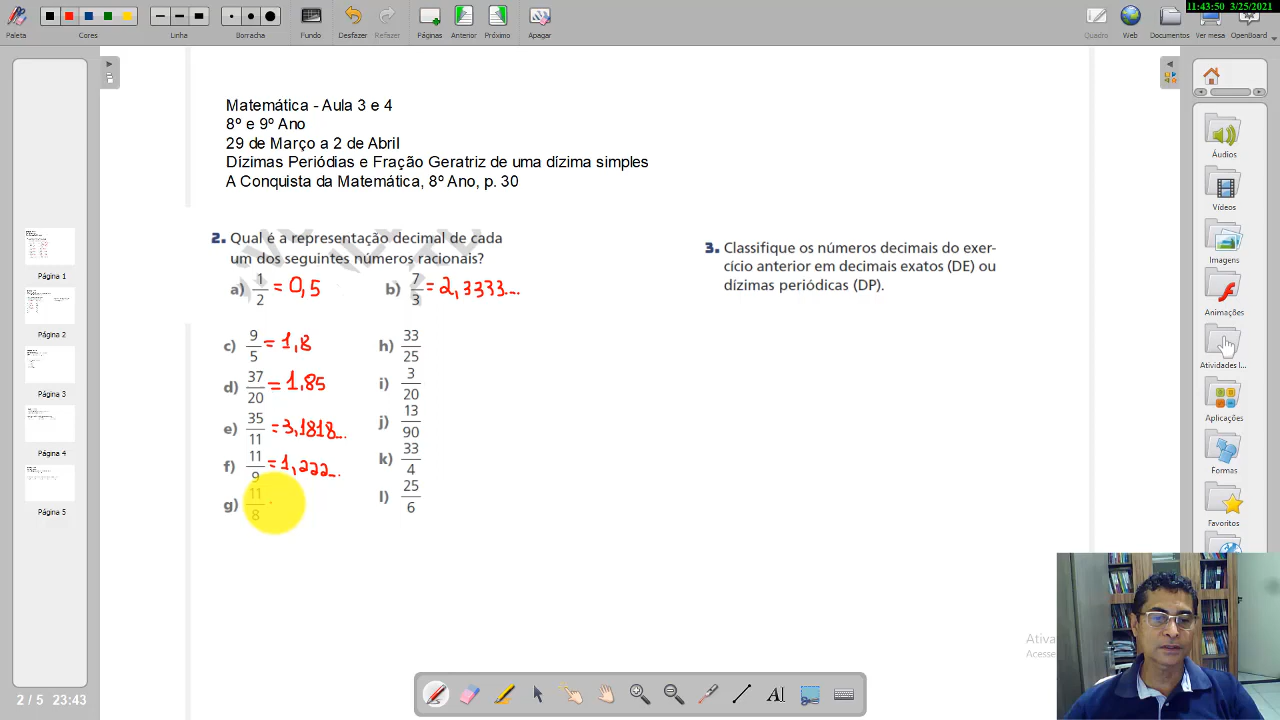 11:43:50 3/25/2021
Paleta
Cores
Linha
Borracha
Fundo
Desfazer
Refazer
Páginas
Anterior
Próximo
Apagar
Quadro
Web
Documentos
Ver mesa
OpenBoard
Matemática - Aula 3 e 4
8º e 9º Ano
29 de Março a 2 de Abril
Dízimas Periódias e Fração Geratriz de uma dízima simples
A Conquista da Matemática, 8º Ano, p. 30
2. Qual é a representação decimal de cada
um dos seguintes números racionais?
a) 1/2 = 0,5
b) 7/3 = 2,3333...
c) 9/5 = 1,8
d) 37/20 = 1,85
e) 35/11 = 3,1818...
f) 11/9 = 1,222...
g) 11/8
h) 33/25
i) 3/20
j) 13/90
k) 33/4
l) 25/6
3. Classifique os números decimais do exer-
cício anterior em decimais exatos (DE) ou
dízimas periódicas (DP).
Página 1
Página 2
Página 3
Página 4
Página 5
2 / 5 23:43
Áudios
Vídeos
Imagens
Animações
Atividades I...
Aplicações
Formas
Favoritos
Ativa
Acesse